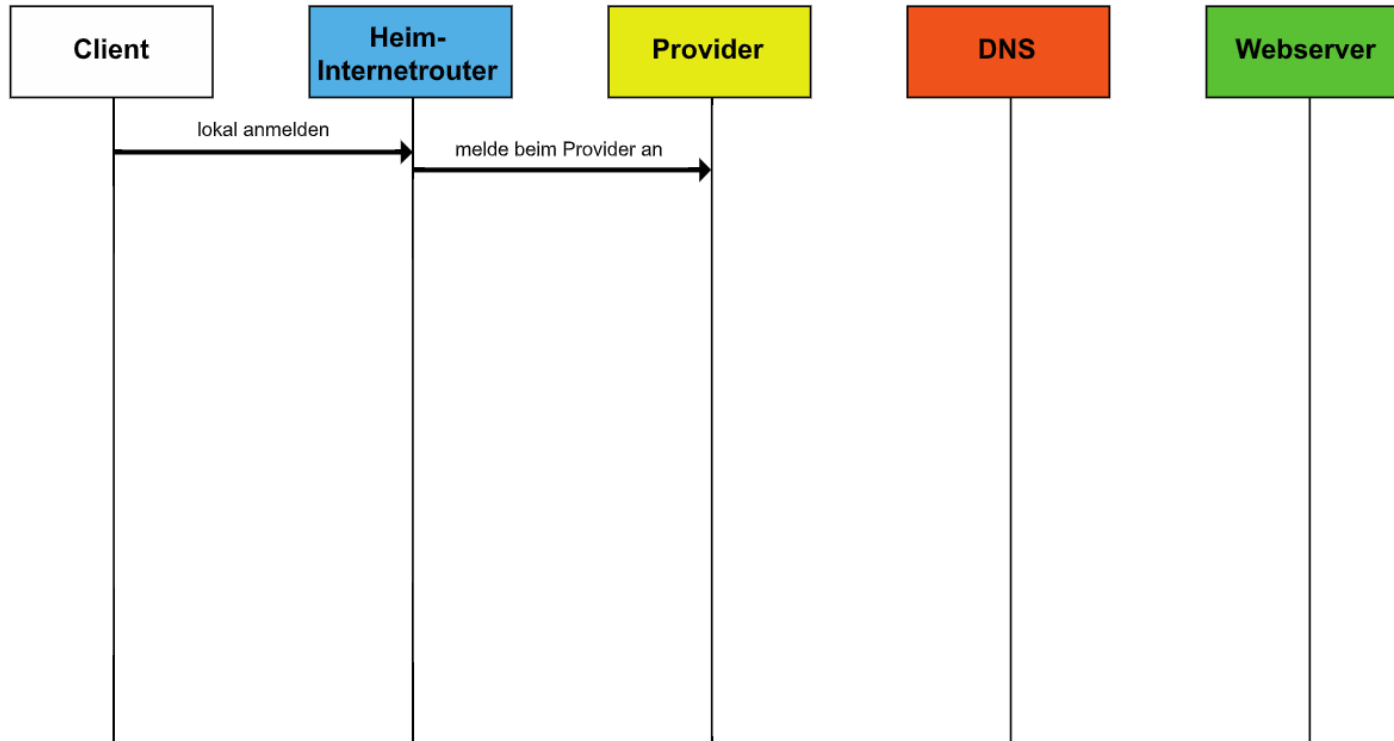 Client
Heim-
Internetrouter
Provider
DNS
Webserver
lokal anmelden
melde beim Provider an